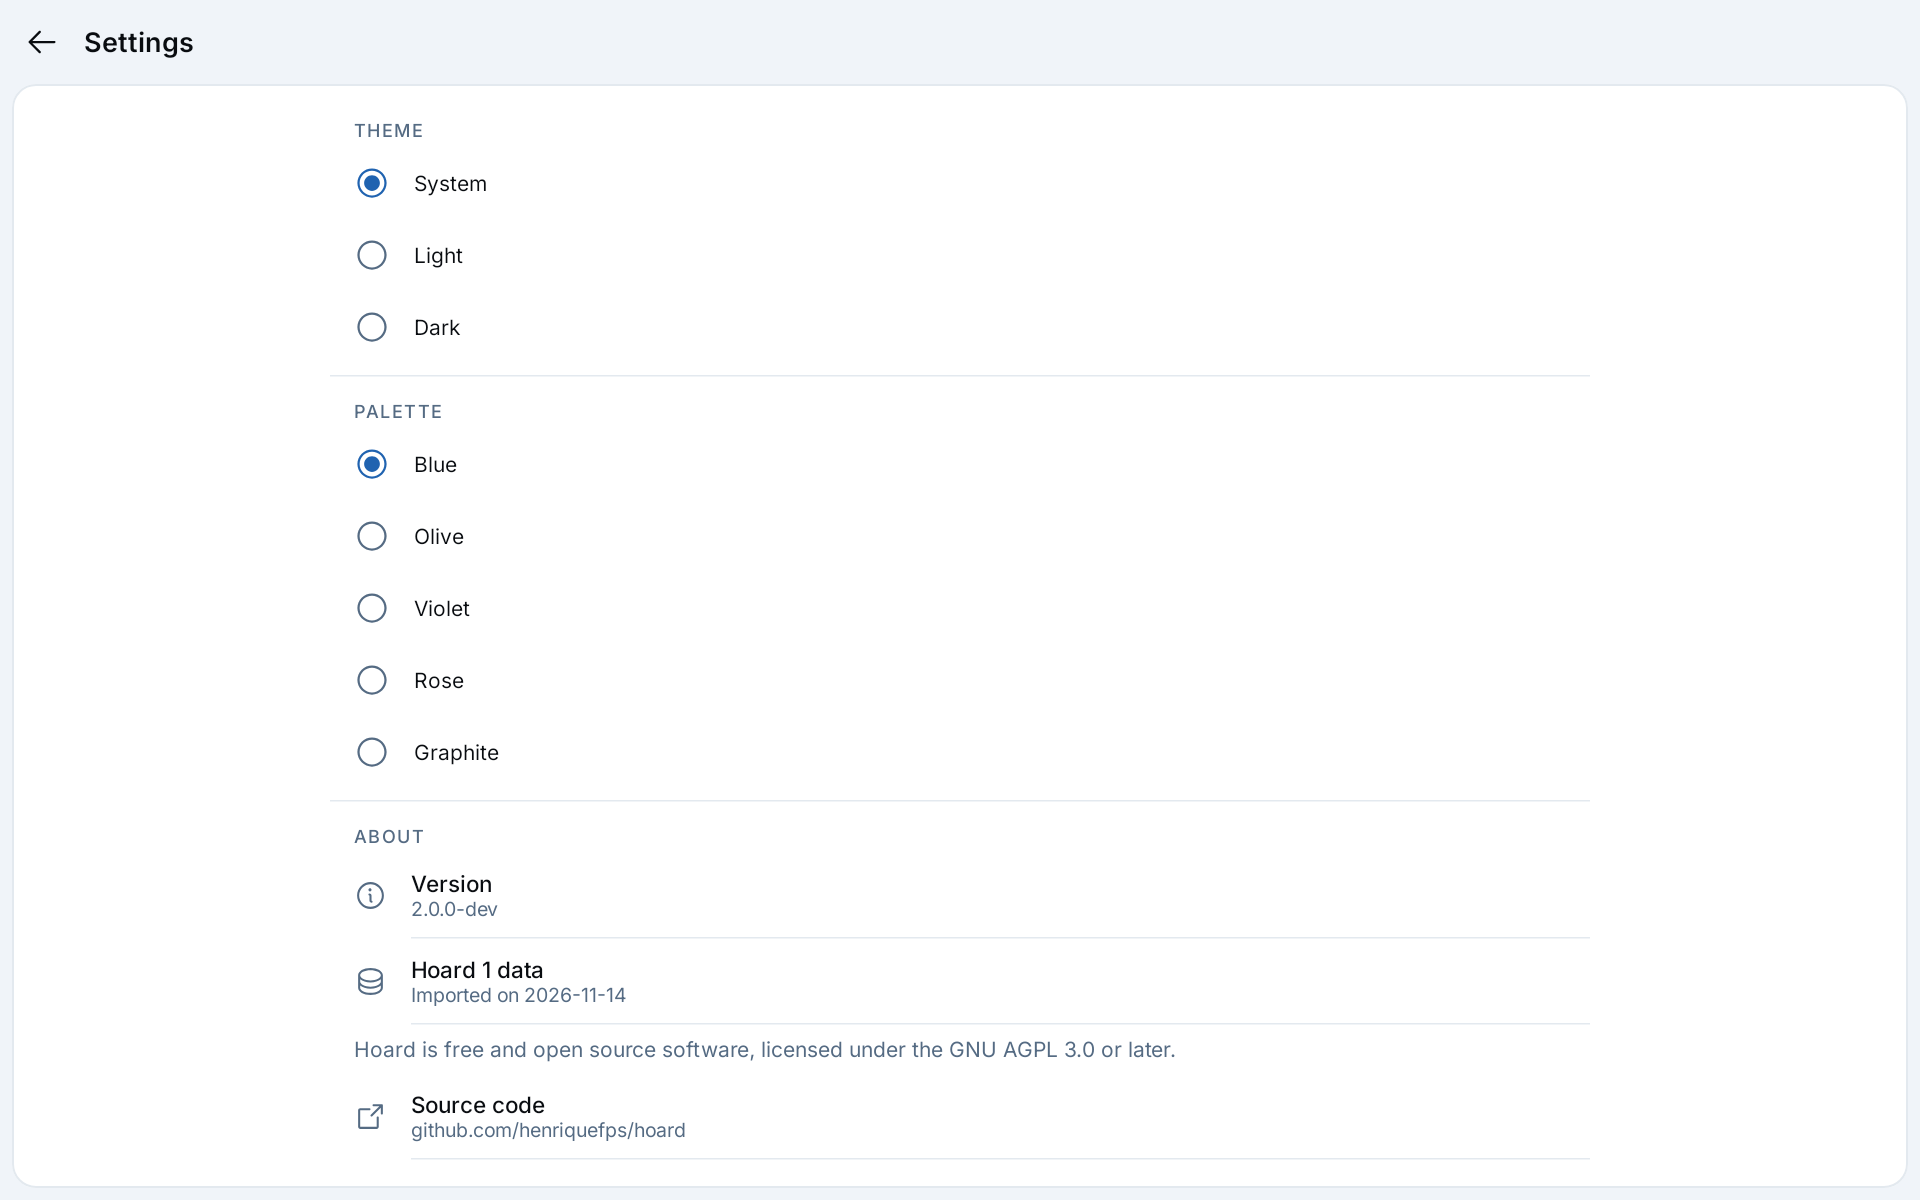 Settings
THEME
System
Light
Dark
PALETTE
Blue
Olive
Violet
Rose
Graphite
ABOUT
Version
2.0.0-dev
Hoard 1 data
Imported on 2026-11-14
Hoard is free and open source software, licensed under the GNU AGPL 3.0 or later.
Source code
github.com/henriquefps/hoard